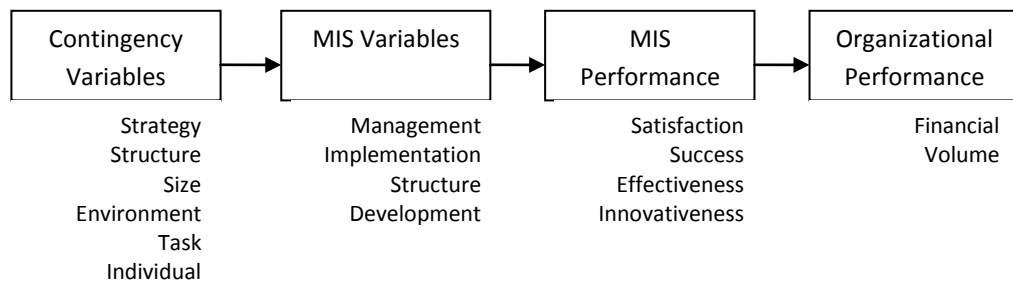 Contingency
Variables
MIS Variables
MIS
Performance
Organizational
Performance
Strategy
Structure
Size
Environment
Task
Individual
Management
Implementation
Structure
Development
Satisfaction
Success
Effectiveness
Innovativeness
Financial
Volume